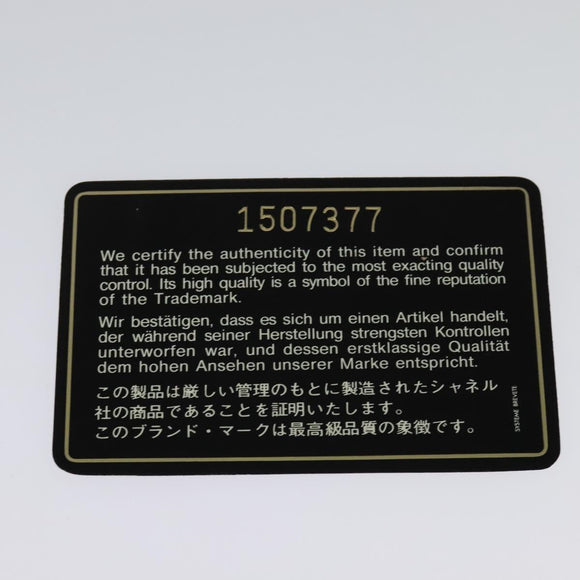 1507377
We certify the authenticity of this item and confirm
that it has been subjected to the most exacting quality
control. Its high quality is a symbol of the fine reputation
of the Trademark.
Wir bestätigen, dass es sich um einen Artikel handelt,
der während seiner Herstellung strengsten Kontrollen
unterworfen war, und dessen erstklassige Qualität
dem hohen Ansehen unserer Marke entspricht.
この製品は厳しい管理のもとに製造されたシャネル
社の商品であることを証明いたします。
このブランド・マークは最高級品質の象徴です。
SYSTEME BREVETE